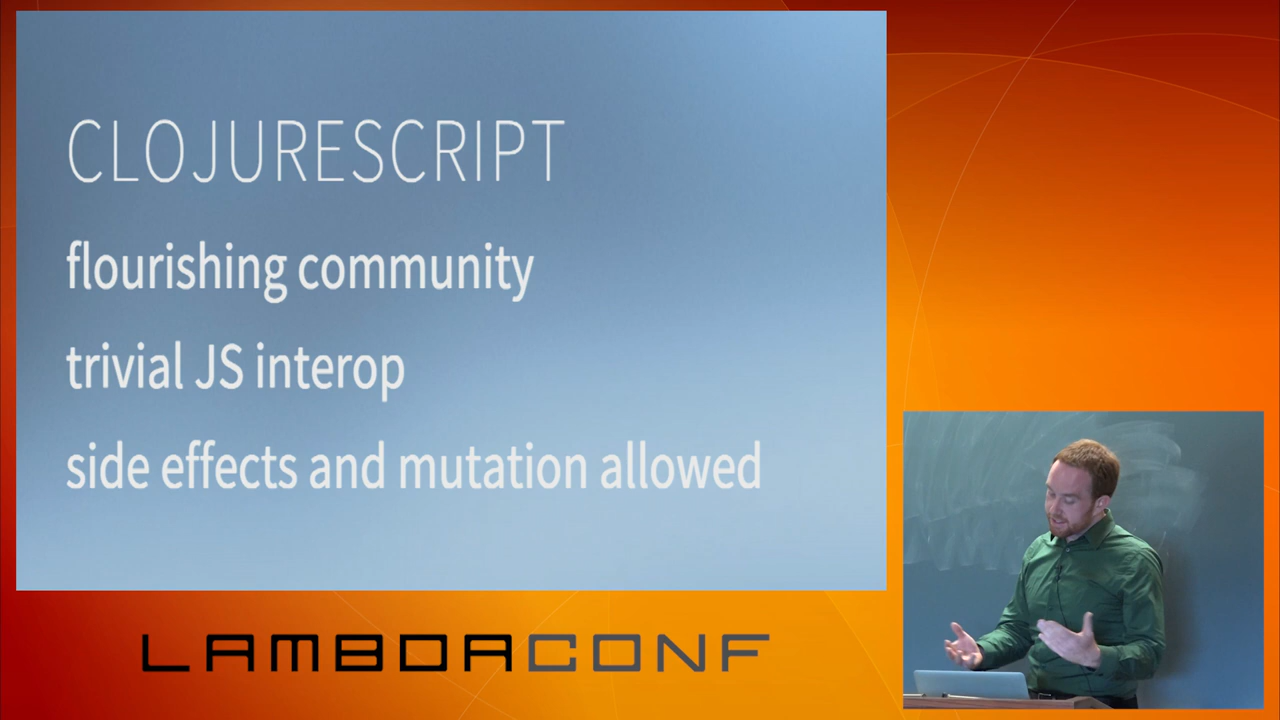 CLOJURESCRIPT
flourishing community
trivial JS interop
side effects and mutation allowed
LAMBDACONF